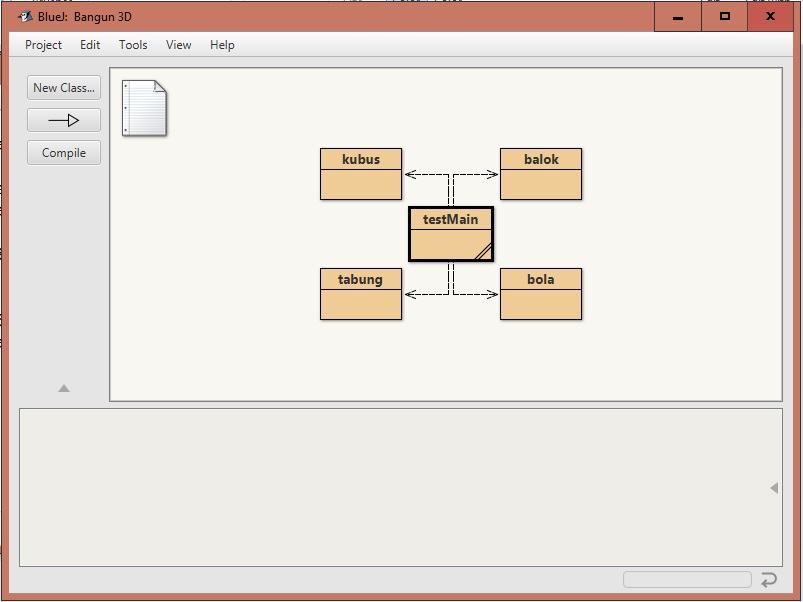 BlueJ: Bangun 3D
Project Edit Tools View Help
New Class...
Compile
kubus
balok
testMain
tabung
bola